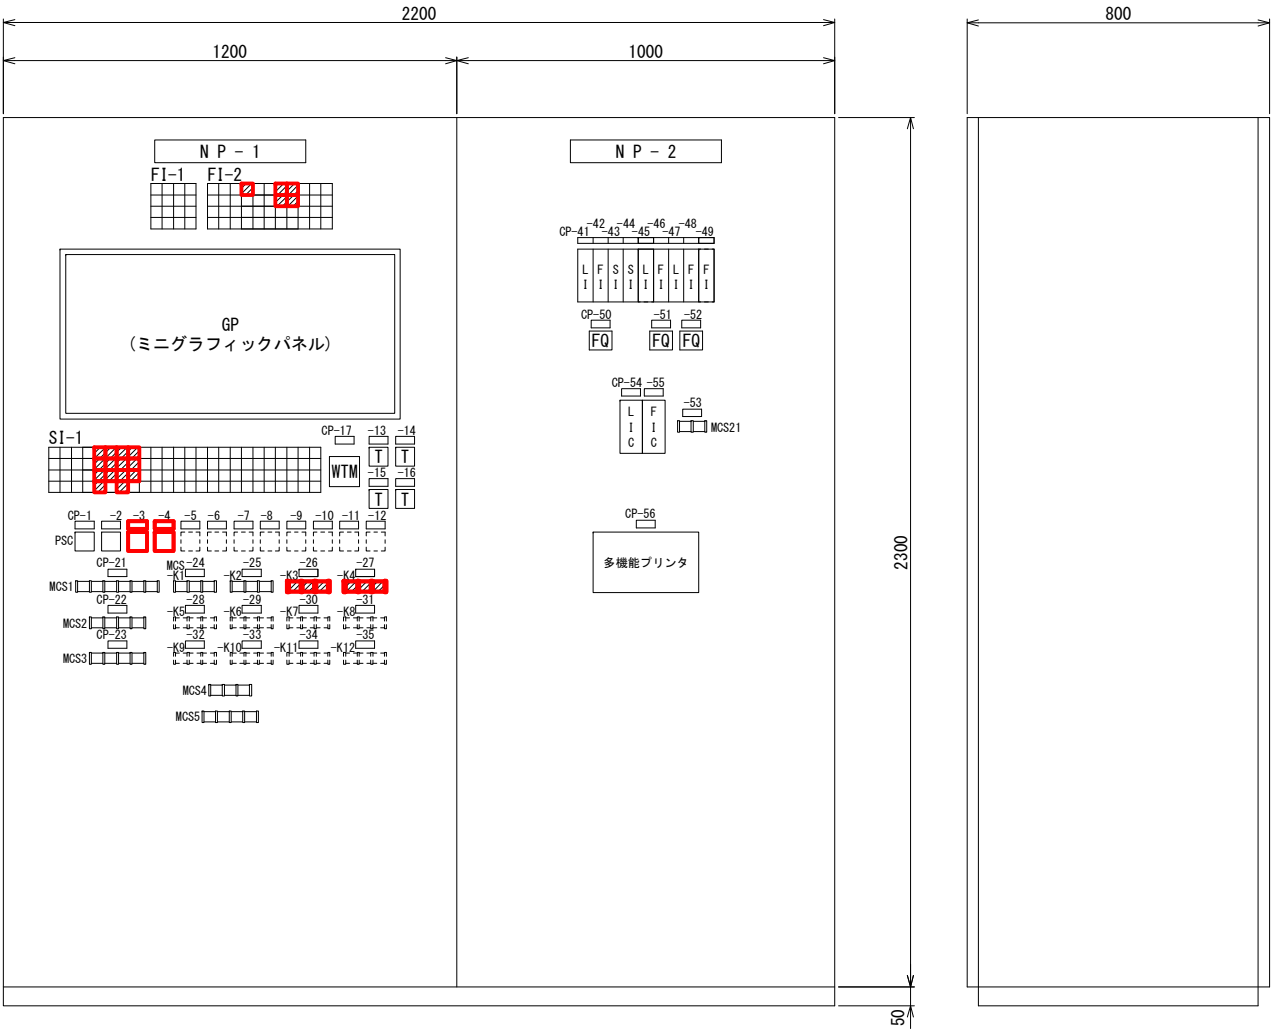 2200
800
1200
1000
NP-1
NP-2
FI-1
FI-2
-42
-44
-46
-48
CP-41
-43
-45
-47
-49
L I
F I
S I
S I
L I
F I
L I
F I
F I
CP-50
-51
-52
FQ
FQ
FQ
GP
(ミニグラフィックパネル)
CP-54
-55
-53
L I C
F I C
MCS21
SI-1
CP-17
-13
-14
WTM
T
T
-15
-16
T
T
CP-1
-2
-3
-4
-5
-6
-7
-8
-9
-10
-11
-12
PSC
CP-56
多機能プリンタ
2300
CP-21
MCS
-24
-25
-26
-27
MCS1
-K1
-K2
-K3
-K4
CP-22
-28
-29
-30
-31
MCS2
-K5
-K6
-K7
-K8
CP-23
-32
-33
-34
-35
MCS3
-K9
-K10
-K11
-K12
MCS4
MCS5
50